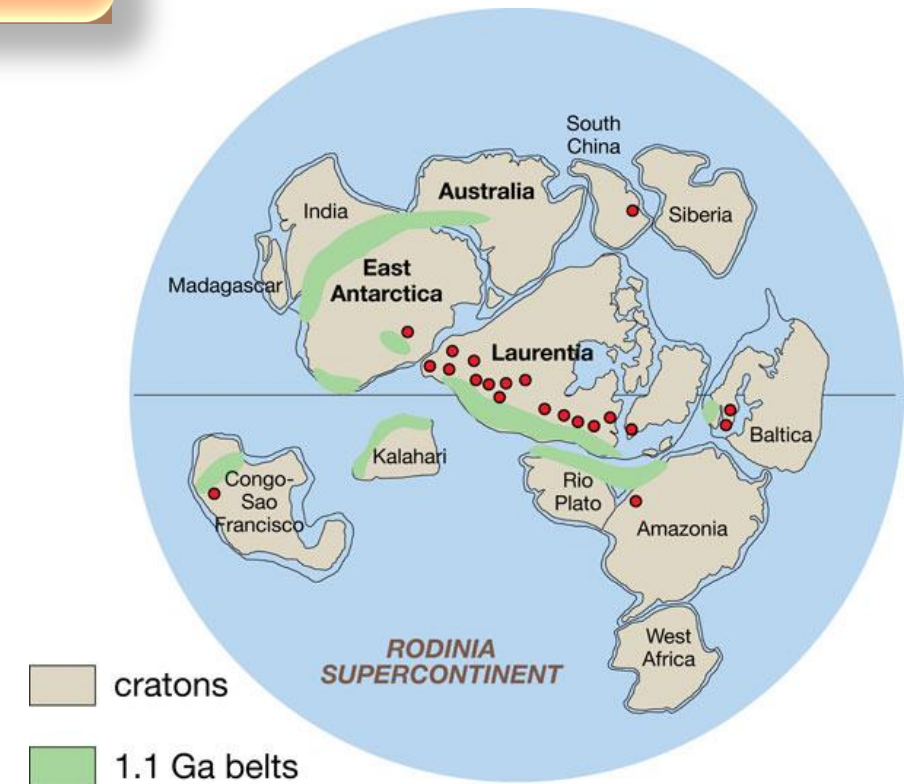 South
China
Australia
India
Siberia
East
Antarctica
Madagascar
Laurentia
Baltica
Kalahari
Congo-
Sao
Francisco
Rio
Plato
Amazonia
West
Africa
RODINIA
SUPERCONTINENT
cratons
1.1 Ga belts